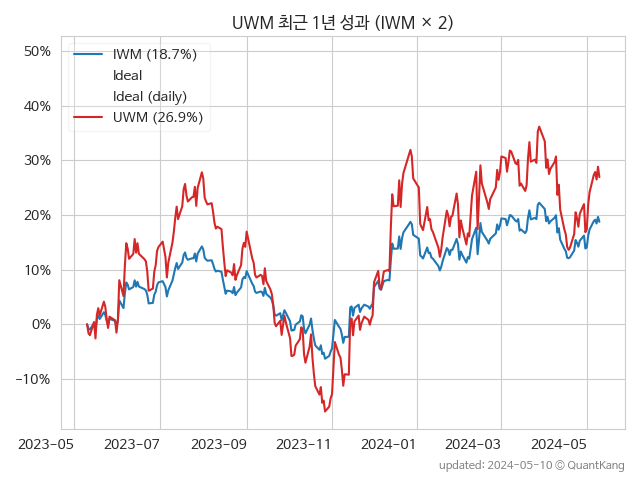 UWM 최근 1년 성과 (IWM × 2)
50%
40%
30%
20%
10%
0%
−10%
IWM (18.7%)
Ideal
Ideal (daily)
UWM (26.9%)
2023-05
2023-07
2023-09
2023-11
2024-01
2024-03
2024-05
updated: 2024-05-10 © QuantKang